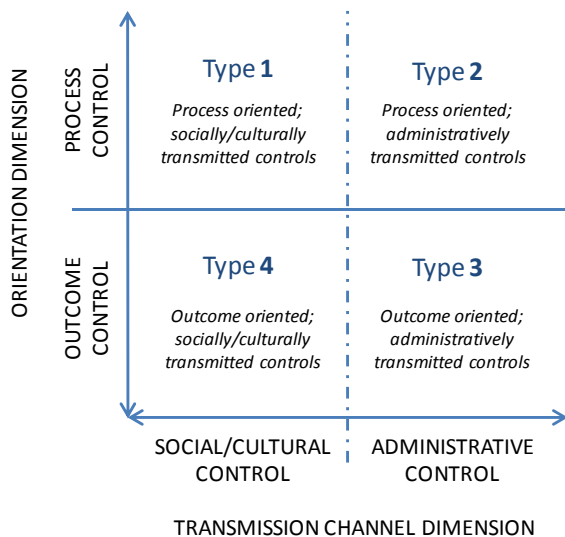 ORIENTATION DIMENSION
PROCESS
CONTROL
Type 1
Process oriented;
socially/culturally
transmitted controls
Type 2
Process oriented;
administratively
transmitted controls
OUTCOME
CONTROL
Type 4
Outcome oriented;
socially/culturally
transmitted controls
Type 3
Outcome oriented;
administratively
transmitted controls
SOCIAL/CULTURAL
CONTROL
ADMINISTRATIVE
CONTROL
TRANSMISSION CHANNEL DIMENSION